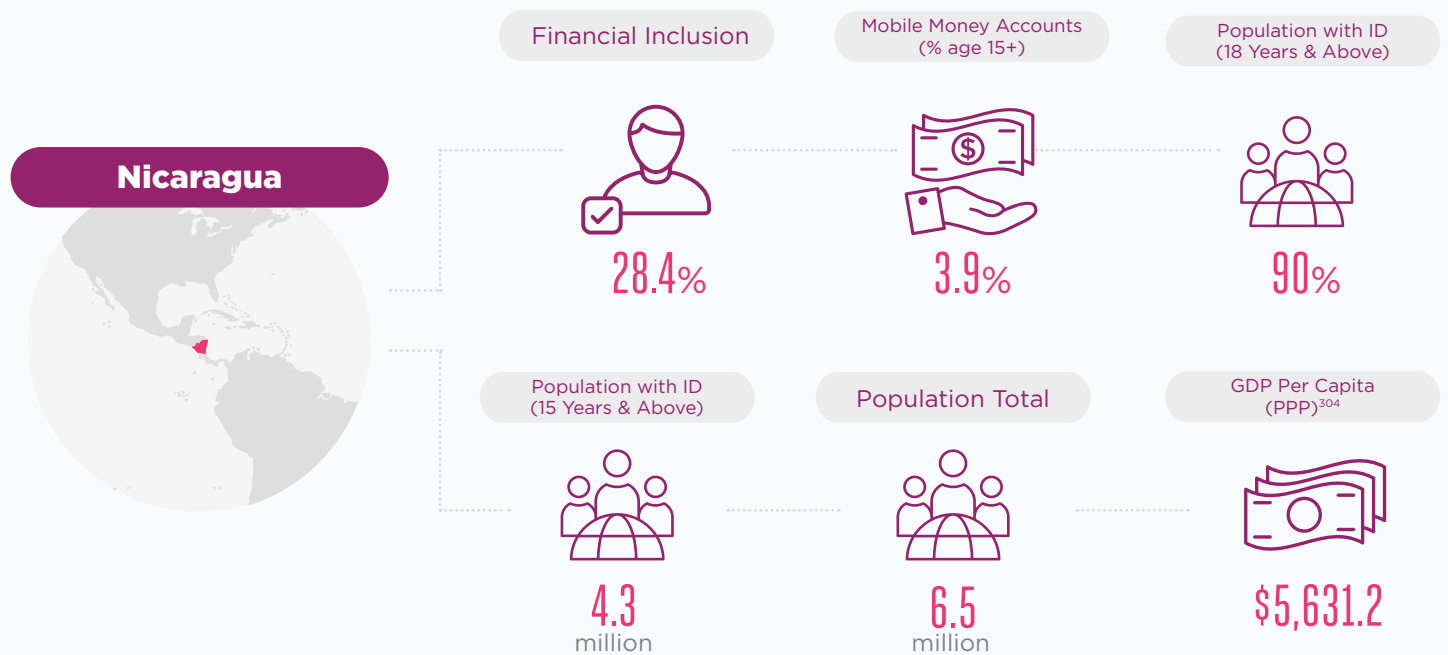 Nicaragua
Financial Inclusion
28.4%
Mobile Money Accounts
(% age 15+)
$
3.9%
Population with ID
(18 Years & Above)
90%
Population with ID
(15 Years & Above)
4.3
million
Population Total
6.5
million
GDP Per Capita
(PPP)304
$5,631.2